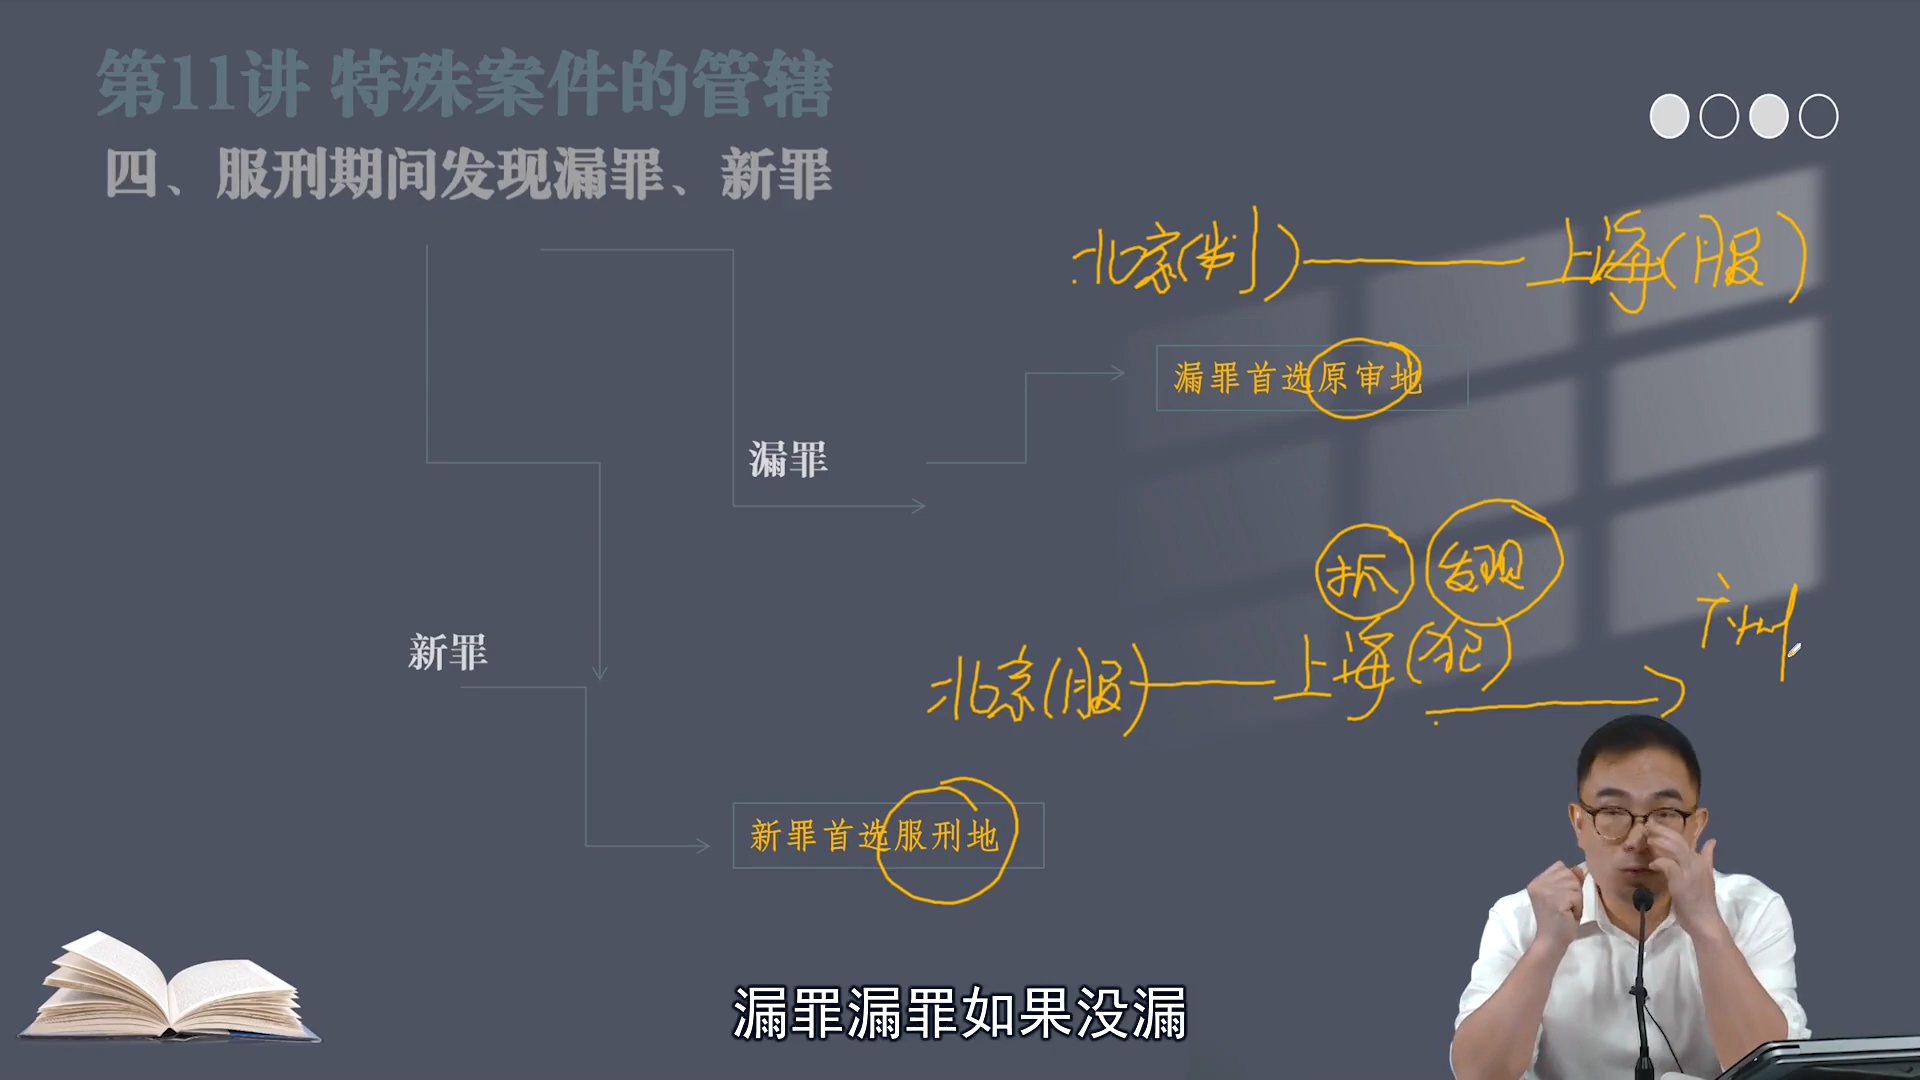 第11讲 特殊案件的管辖
四、服刑期间发现漏罪、新罪
北京(判) 上海(服)
漏罪首选原审地
漏罪
抓 发现
广州
新罪
北京(服) 上海(犯)
新罪首选服刑地
漏罪漏罪如果没漏